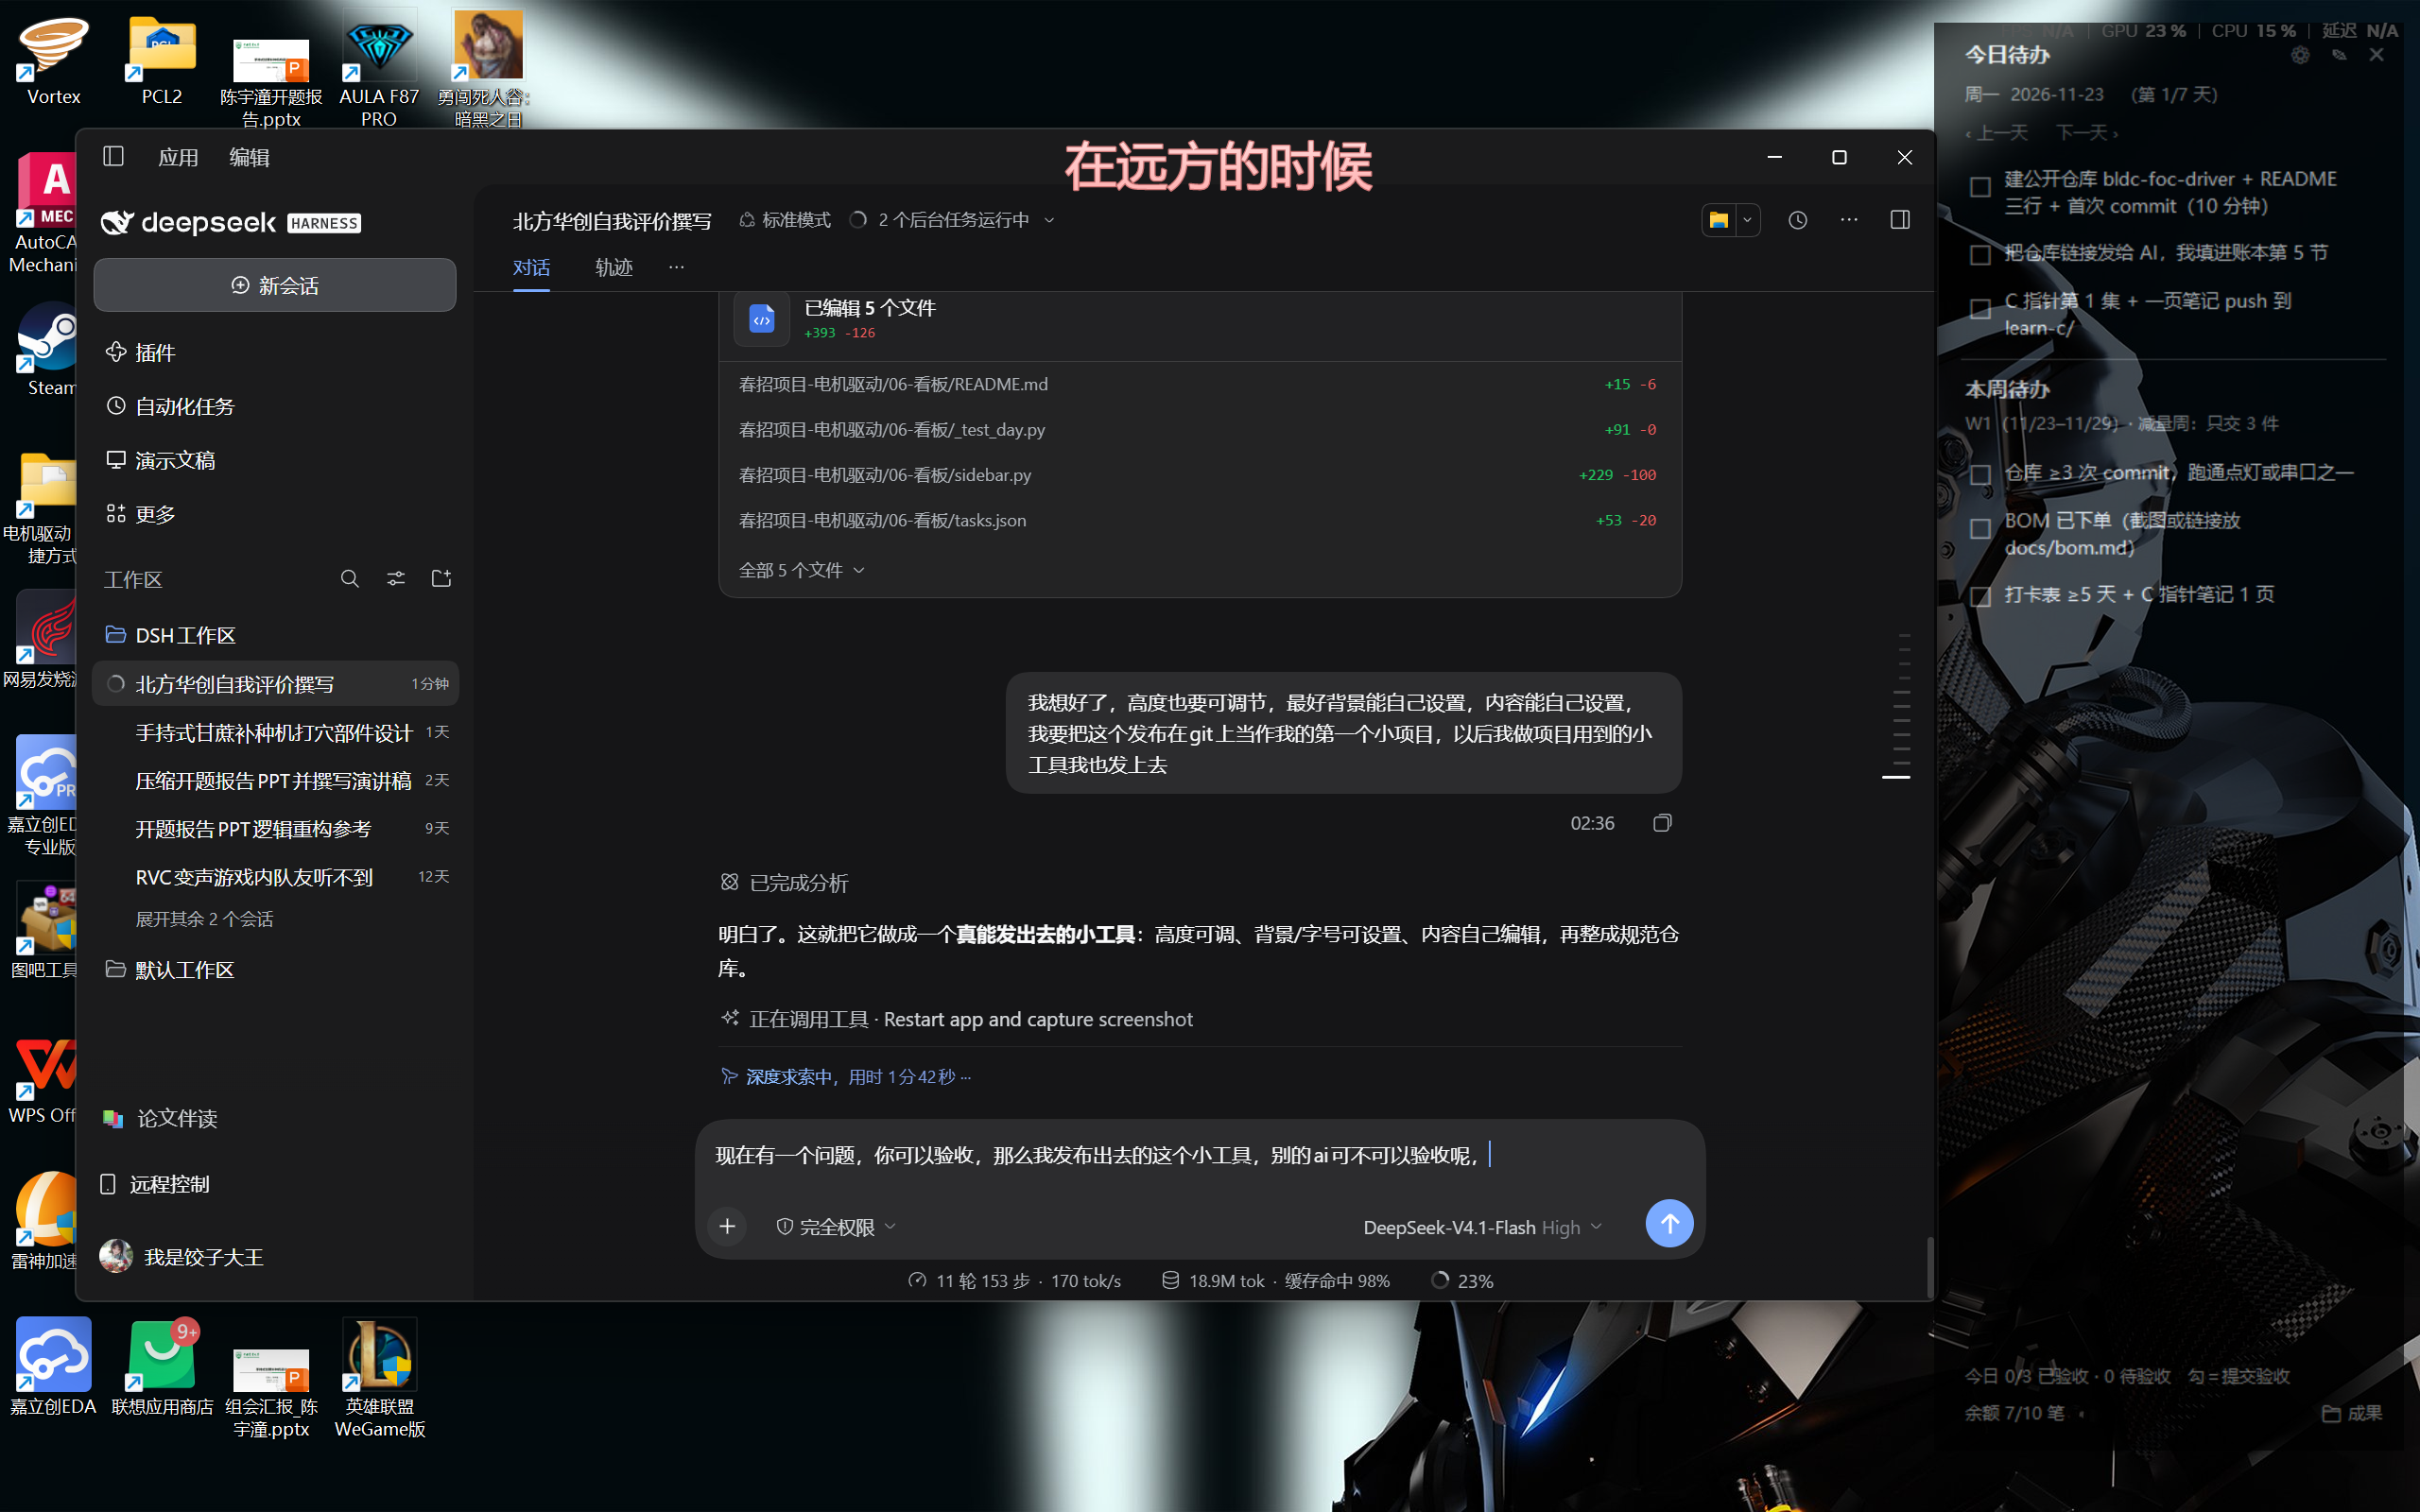 Vortex
PCL2
陈宇潼开题报
告.pptx
AULA F87
PRO
勇闯死人谷:
暗黑之日
MEC
AutoCA
Mechani
Steam
电机驱动
捷方式
网易发烧游
嘉立创ED
专业版
图吧工具
WPS Off
雷神加速
嘉立创EDA
9+
联想应用商店
组会汇报_陈
宇潼.pptx
英雄联盟
WeGame版
应用
编辑
在远方的时候
deepseek HARNESS
新会话
插件
自动化任务
演示文稿
更多
工作区
DSH工作区
北方华创自我评价撰写 1分钟
手持式甘蔗补种机打穴部件设计 1天
压缩开题报告PPT并撰写演讲稿 2天
开题报告PPT逻辑重构参考 9天
RVC变声游戏内队友听不到 12天
展开其余 2 个会话
默认工作区
论文伴读
远程控制
我是饺子大王
北方华创自我评价撰写 标准模式 2 个后台任务运行中
对话 轨迹 ···
已编辑 5 个文件
+393 -126
春招项目-电机驱动/06-看板/README.md +15 -6
春招项目-电机驱动/06-看板/_test_day.py +91 -0
春招项目-电机驱动/06-看板/sidebar.py +229 -100
春招项目-电机驱动/06-看板/tasks.json +53 -20
全部 5 个文件
我想好了，高度也要可调节，最好背景能自己设置，内容能自己设置，
我要把这个发布在git上当作我的第一个小项目，以后我做项目用到的小
工具我也发上去
02:36
已完成分析
明白了。这就把它做成一个真能发出去的小工具：高度可调、背景/字号可设置、内容自己编辑，再整成规范仓
库。
正在调用工具 · Restart app and capture screenshot
深度求索中，用时 1分42秒 ···
现在有一个问题，你可以验收，那么我发布出去的这个小工具，别的ai可不可以验收呢，
完全权限
DeepSeek-V4.1-Flash High
11 轮 153 步 · 170 tok/s 18.9M tok · 缓存命中 98% 23%
FPS N/A | GPU 23 % | CPU 15 % | 延迟 N/A
今日待办
周一 2026-11-23 (第 1/7 天)
‹ 上一天 下一天 ›
建公开仓库 bldc-foc-driver + README
三行 + 首次 commit（10 分钟）
把仓库链接发给 AI，我填进账本第 5 节
C 指针第 1 集 + 一页笔记 push 到
learn-c/
本周待办
W1（11/23–11/29）· 减量周：只交 3 件
仓库 ≥3 次 commit，跑通点灯或串口之一
BOM 已下单（截图或链接放
docs/bom.md）
打卡表 ≥5 天 + C 指针笔记 1 页
今日 0/3 已验收 · 0 待验收 勾=提交验收
余额 7/10 笔
成果